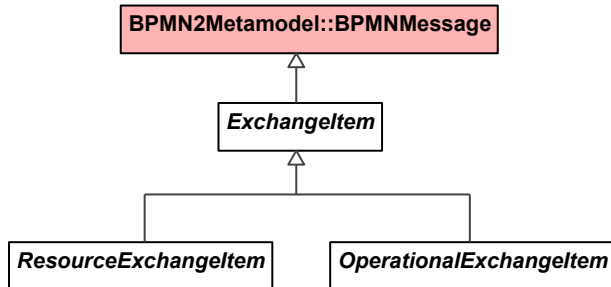 BPMN2Metamodel::BPMNMessage
ExchangeItem
ResourceExchangeItem
OperationalExchangeItem